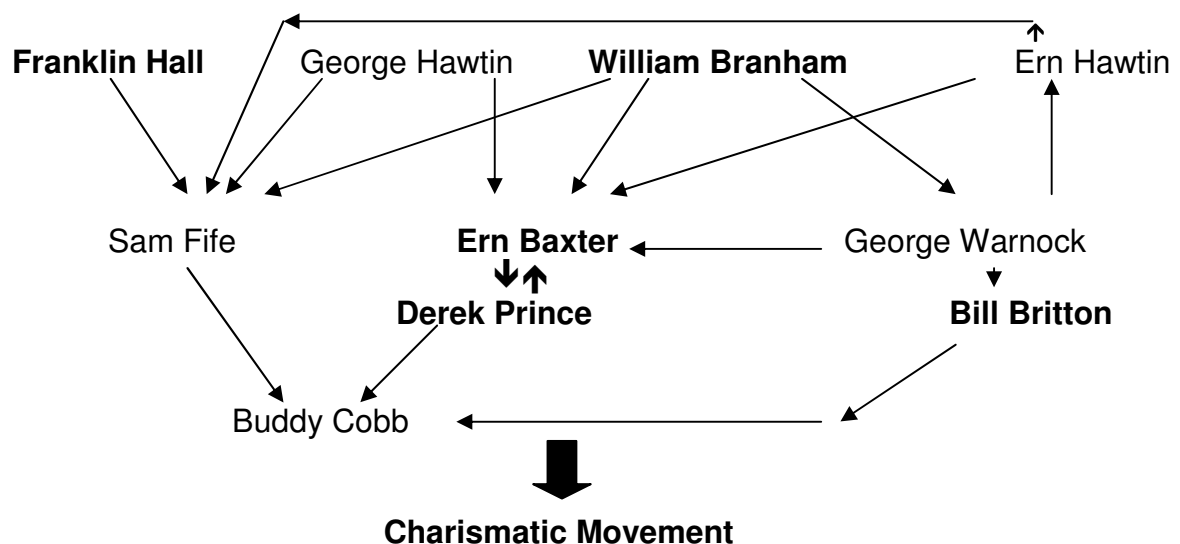 Franklin Hall George Hawtin William Branham Ern Hawtin
Sam Fife Ern Baxter George Warnock
Derek Prince Bill Britton
Buddy Cobb
Charismatic Movement